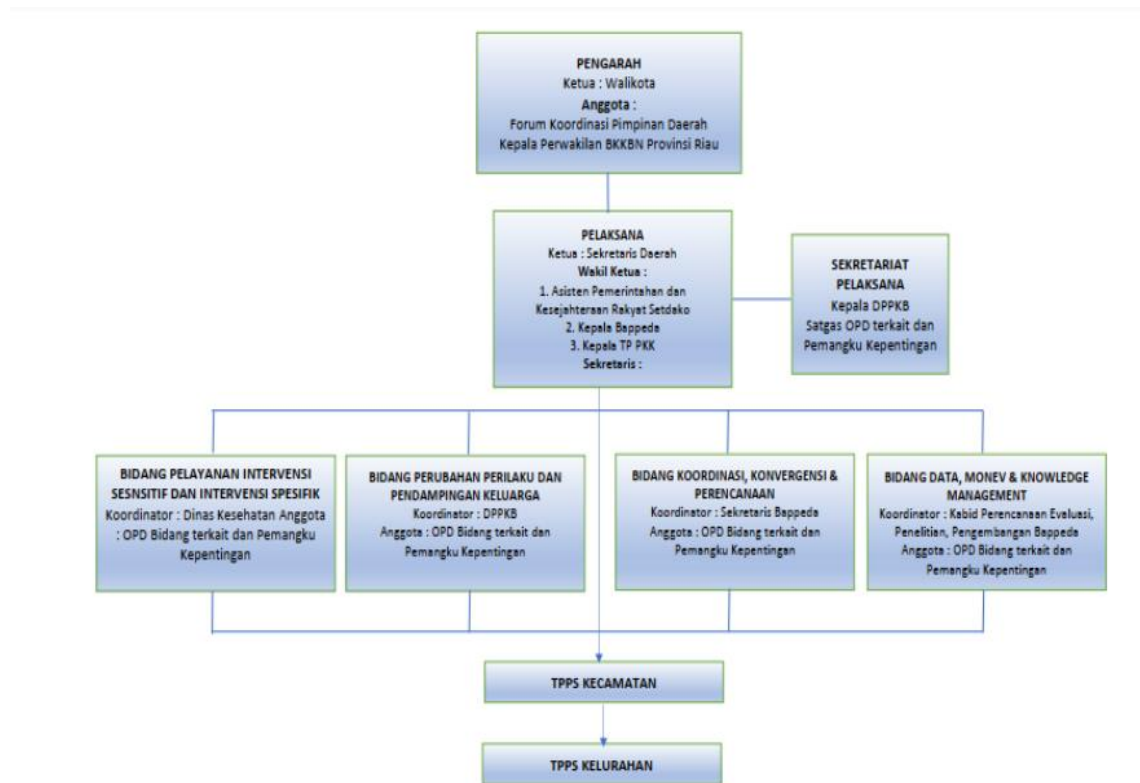 PENGARAH
Ketua : Walikota
Anggota :
Forum Koordinasi Pimpinan Daerah
Kepala Perwakilan BKKBN Provinsi Riau
PELAKSANA
Ketua : Sekretaris Daerah
Wakil Ketua :
1. Asisten Pemerintahan dan
Kesejahteraan Rakyat Setdako
2. Kepala Bappeda
3. Kepala TP PKK
Sekretaris :
SEKRETARIAT
PELAKSANA
Kepala DPPKB
Satgas OPD terkait dan
Pemangku Kepentingan
BIDANG PELAYANAN INTERVENSI
SESNSITIF DAN INTERVENSI SPESIFIK
Koordinator : Dinas Kesehatan Anggota
: OPD Bidang terkait dan Pemangku
Kepentingan
BIDANG PERUBAHAN PERILAKU DAN
PENDAMPINGAN KELUARGA
Koordinator : DPPKB
Anggota : OPD Bidang terkait dan
Pemangku Kepentingan
BIDANG KOORDINASI, KONVERGENSI &
PERENCANAAN
Koordinator : Sekretaris Bappeda
Anggota : OPD Bidang terkait dan
Pemangku Kepentingan
BIDANG DATA, MONEV & KNOWLEDGE
MANAGEMENT
Koordinator : Kabid Perencanaan Evaluasi,
Penelitian, Pengembangan Bappeda
Anggota : OPD Bidang terkait dan
Pemangku Kepentingan
TPPS KECAMATAN
TPPS KELURAHAN